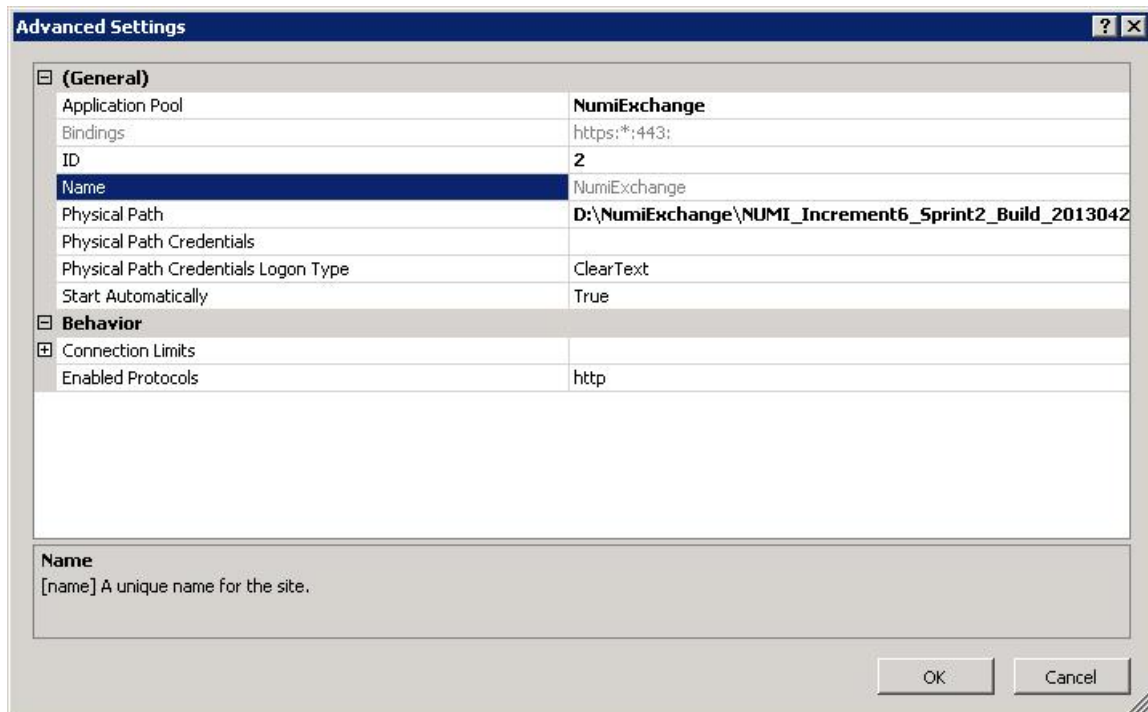 Advanced Settings
(General)
Application Pool NumiExchange
Bindings https:*:443:
ID 2
Name NumiExchange
Physical Path D:\NumiExchange\NUMI_Increment6_Sprint2_Build_2013042
Physical Path Credentials
Physical Path Credentials Logon Type ClearText
Start Automatically True
Behavior
Connection Limits
Enabled Protocols http
Name
[name] A unique name for the site.
OK Cancel